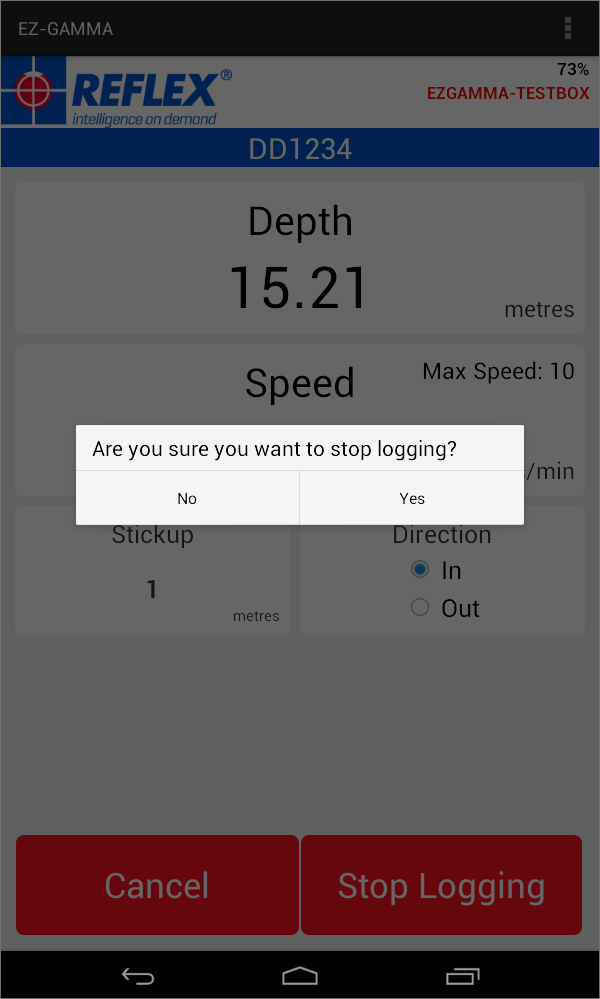 EZ-GAMMA
73%
REFLEX®
EZGAMMA-TESTBOX
intelligence on demand
DD1234
Depth
15.21
metres
Speed
Max Speed: 10
/min
Are you sure you want to stop logging?
No
Yes
Stickup
1
metres
Direction
In
Out
Cancel
Stop Logging